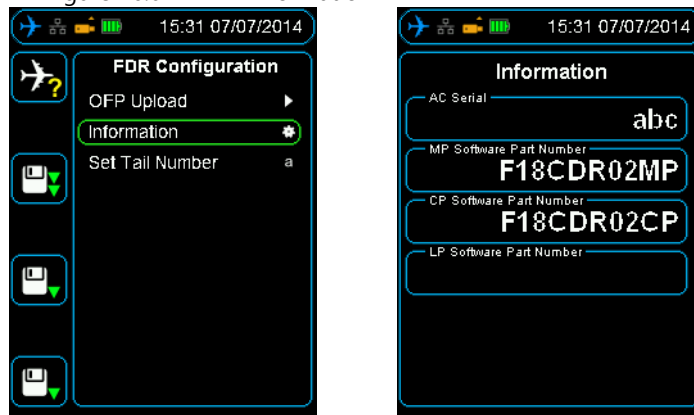 15:31 07/07/2014
?
FDR Configuration
OFP Upload
Information
Set Tail Number a
15:31 07/07/2014
Information
AC Serial
abc
MP Software Part Number
F18CDR02MP
CP Software Part Number
F18CDR02CP
LP Software Part Number